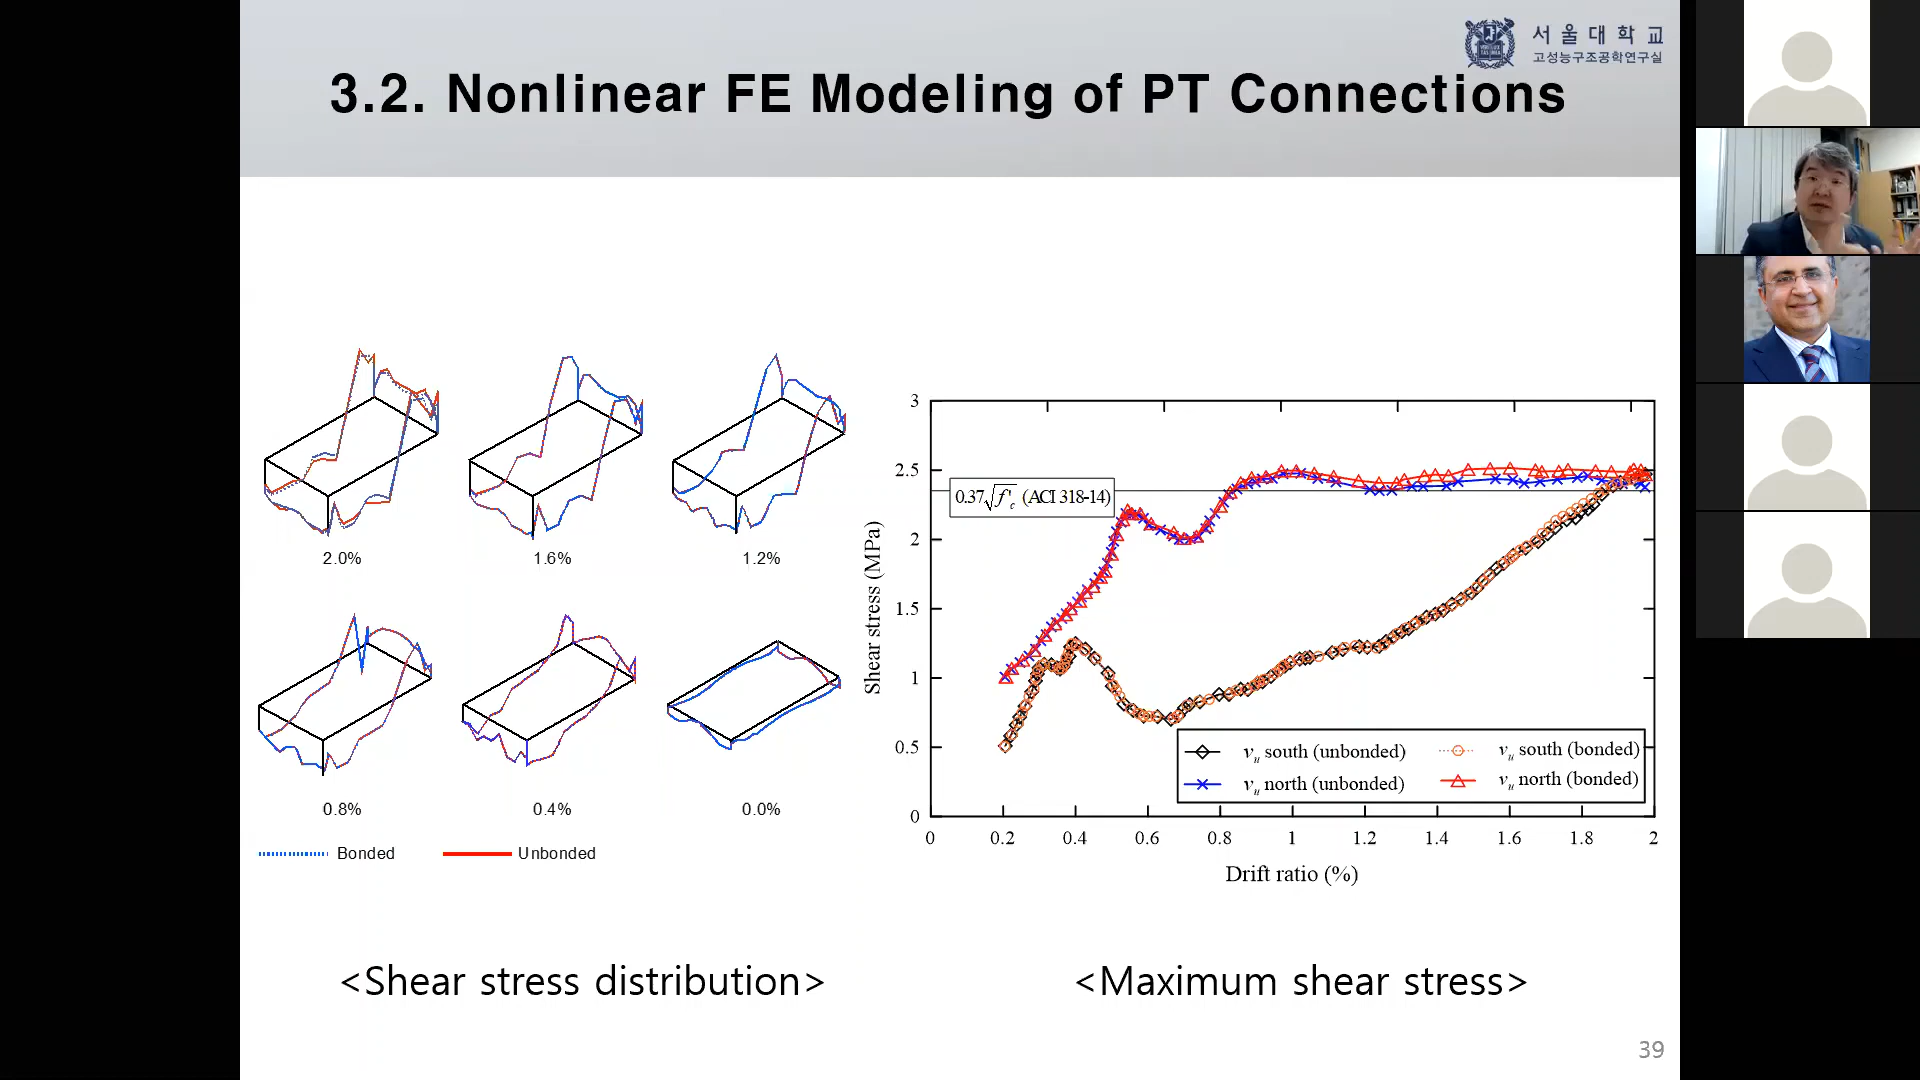 서울대학교
고성능구조공학연구실
3.2. Nonlinear FE Modeling of PT Connections
2.0%
1.6%
1.2%
0.8%
0.4%
0.0%
Bonded
Unbonded
3
2.5
2
1.5
1
0.5
0
Shear stress (MPa)
0.37√f'c (ACI 318-14)
vu south (unbonded)
vu south (bonded)
vu north (unbonded)
vu north (bonded)
0
0.2
0.4
0.6
0.8
1
1.2
1.4
1.6
1.8
2
Drift ratio (%)
<Shear stress distribution>
<Maximum shear stress>
39